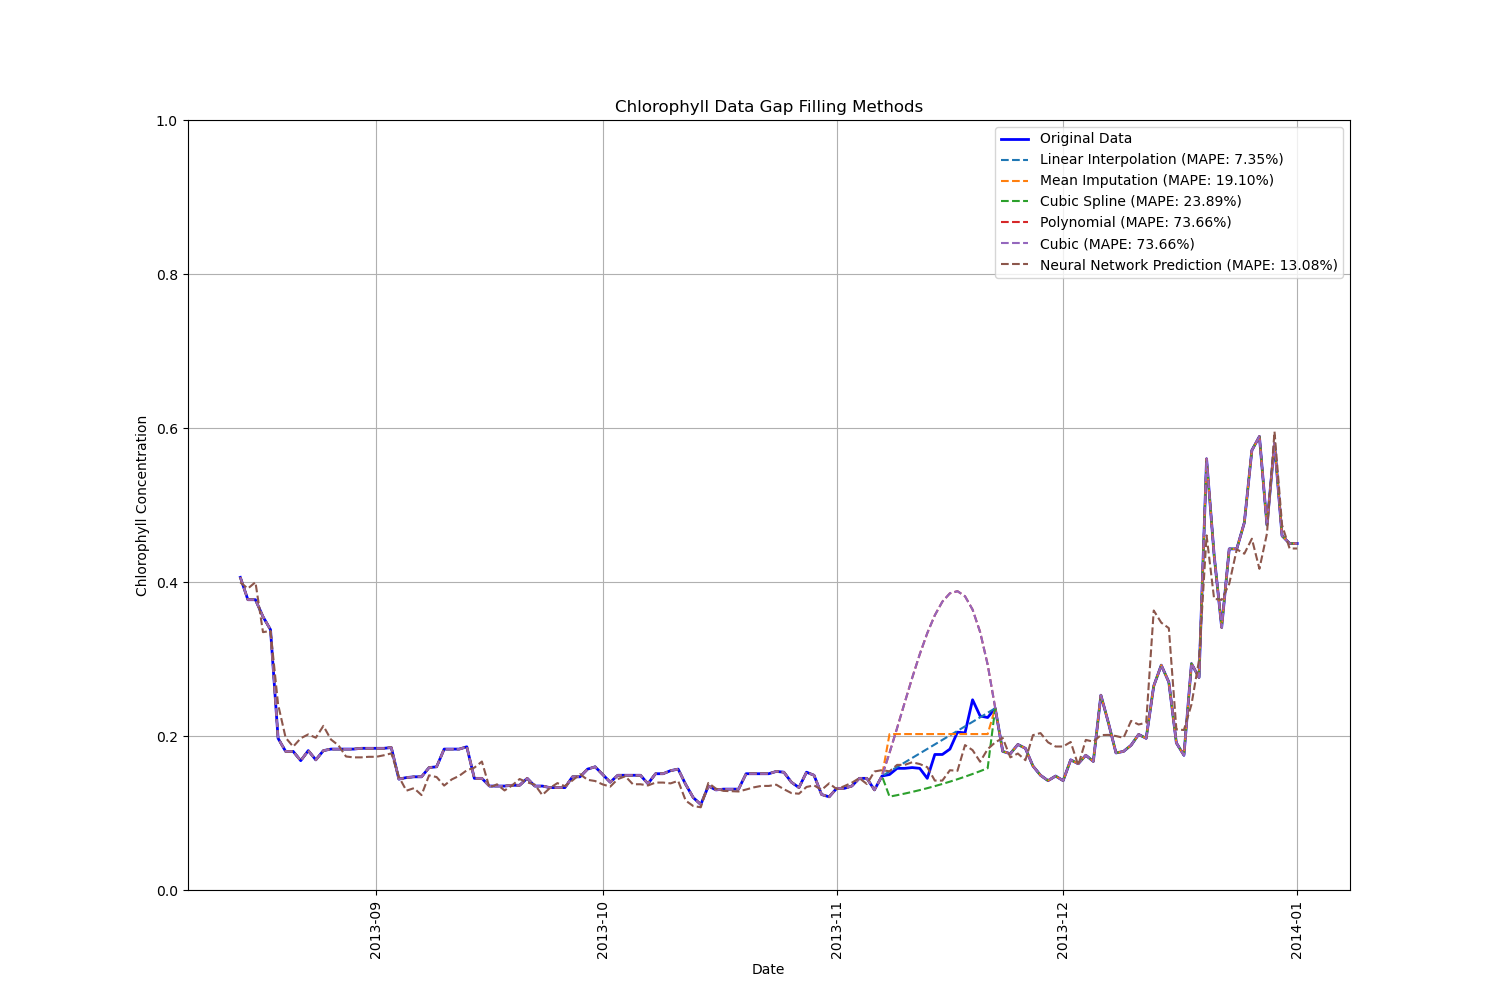 Chlorophyll Data Gap Filling Methods
Original Data
Linear Interpolation (MAPE: 7.35%)
Mean Imputation (MAPE: 19.10%)
Cubic Spline (MAPE: 23.89%)
Polynomial (MAPE: 73.66%)
Cubic (MAPE: 73.66%)
Neural Network Prediction (MAPE: 13.08%)
Chlorophyll Concentration
1.0
0.8
0.6
0.4
0.2
0.0
2013-09
2013-10
2013-11
2013-12
2014-01
Date